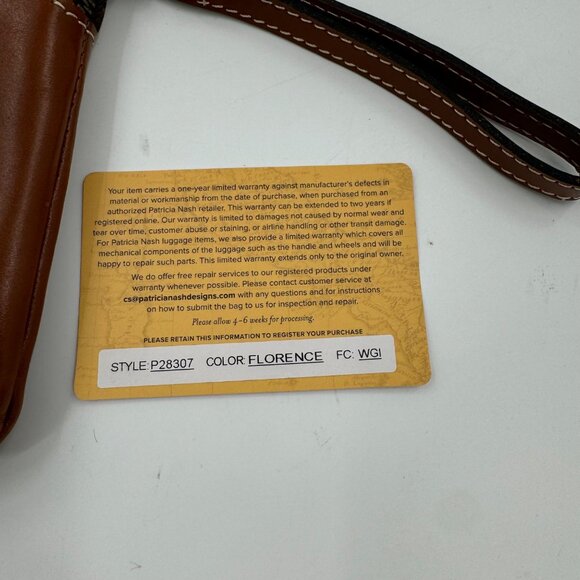 Your item carries a one-year limited warranty against manufacturer's defects in
material or workmanship from the date of purchase, when purchased from an
authorized Patricia Nash retailer. This warranty can be extended to two years if
registered online. Our warranty is limited to damages not caused by normal wear and
tear over time, customer abuse or staining, or airline handling or other transit damage.
For Patricia Nash luggage items, we also provide a limited warranty which covers all
mechanical components of the luggage such as the handle and wheels and will be
happy to repair such parts. This limited warranty extends only to the original owner.
We do offer free repair services to our registered products under
warranty whenever possible. Please contact customer service at
cs@patricianashdesigns.com with any questions and for instructions
on how to submit the bag to us for inspection and repair.
Please allow 4–6 weeks for processing.
PLEASE RETAIN THIS INFORMATION TO REGISTER YOUR PURCHASE
STYLE: P28307 COLOR: FLORENCE FC: WGI